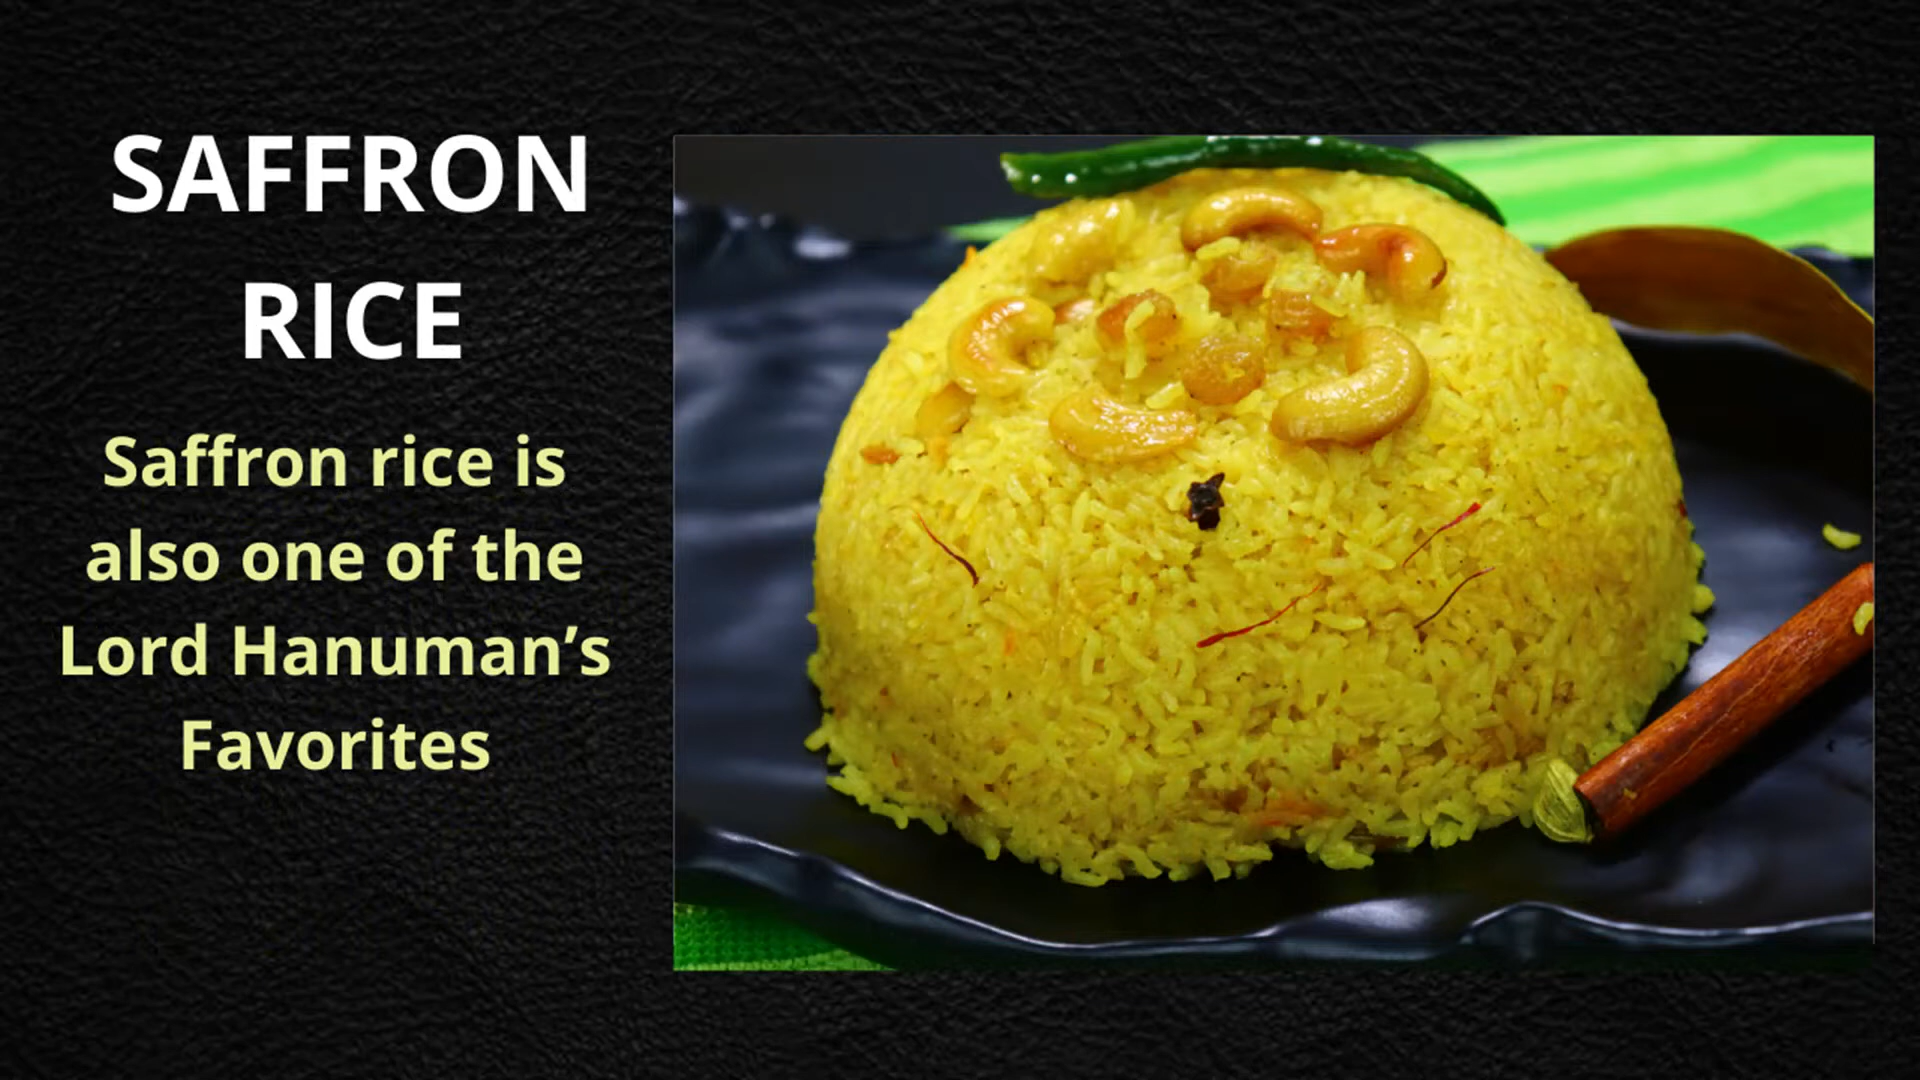 SAFFRON
RICE
Saffron rice is
also one of the
Lord Hanuman’s
Favorites